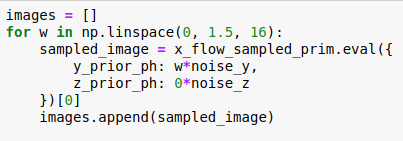 images = []
for w in np.linspace(0, 1.5, 16):
    sampled_image = x_flow_sampled_prim.eval({
        y_prior_ph: w*noise_y,
        z_prior_ph: 0*noise_z
    })[0]
    images.append(sampled_image)